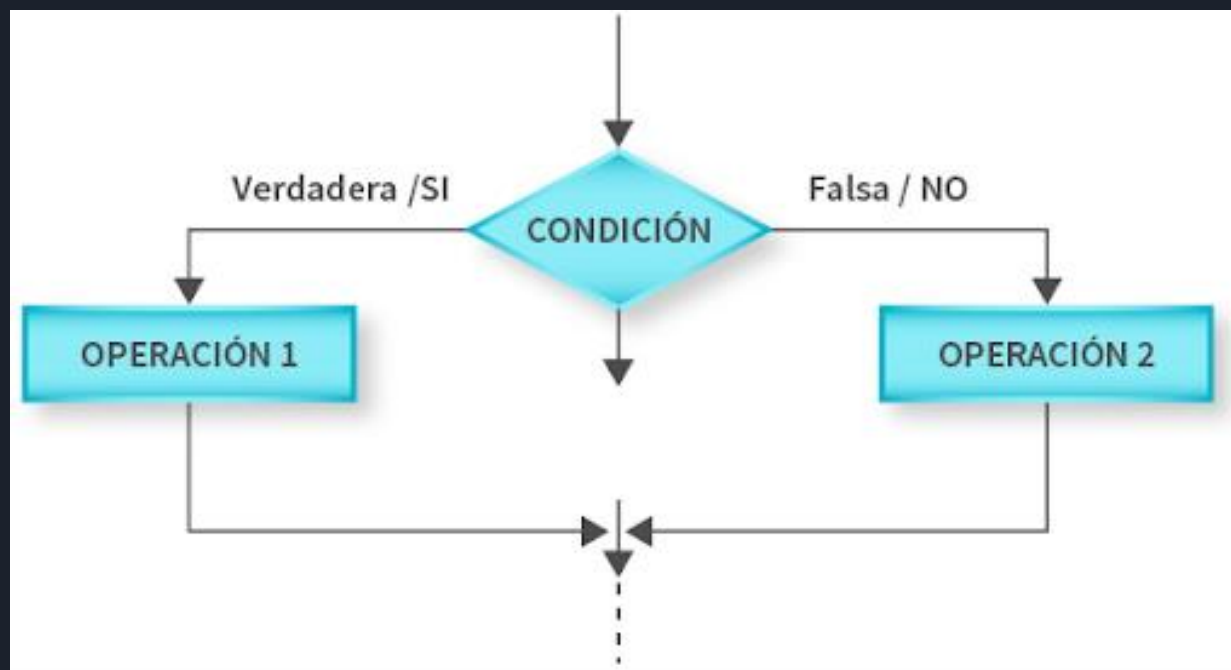 Verdadera /SI
Falsa / NO
CONDICIÓN
OPERACIÓN 1
OPERACIÓN 2